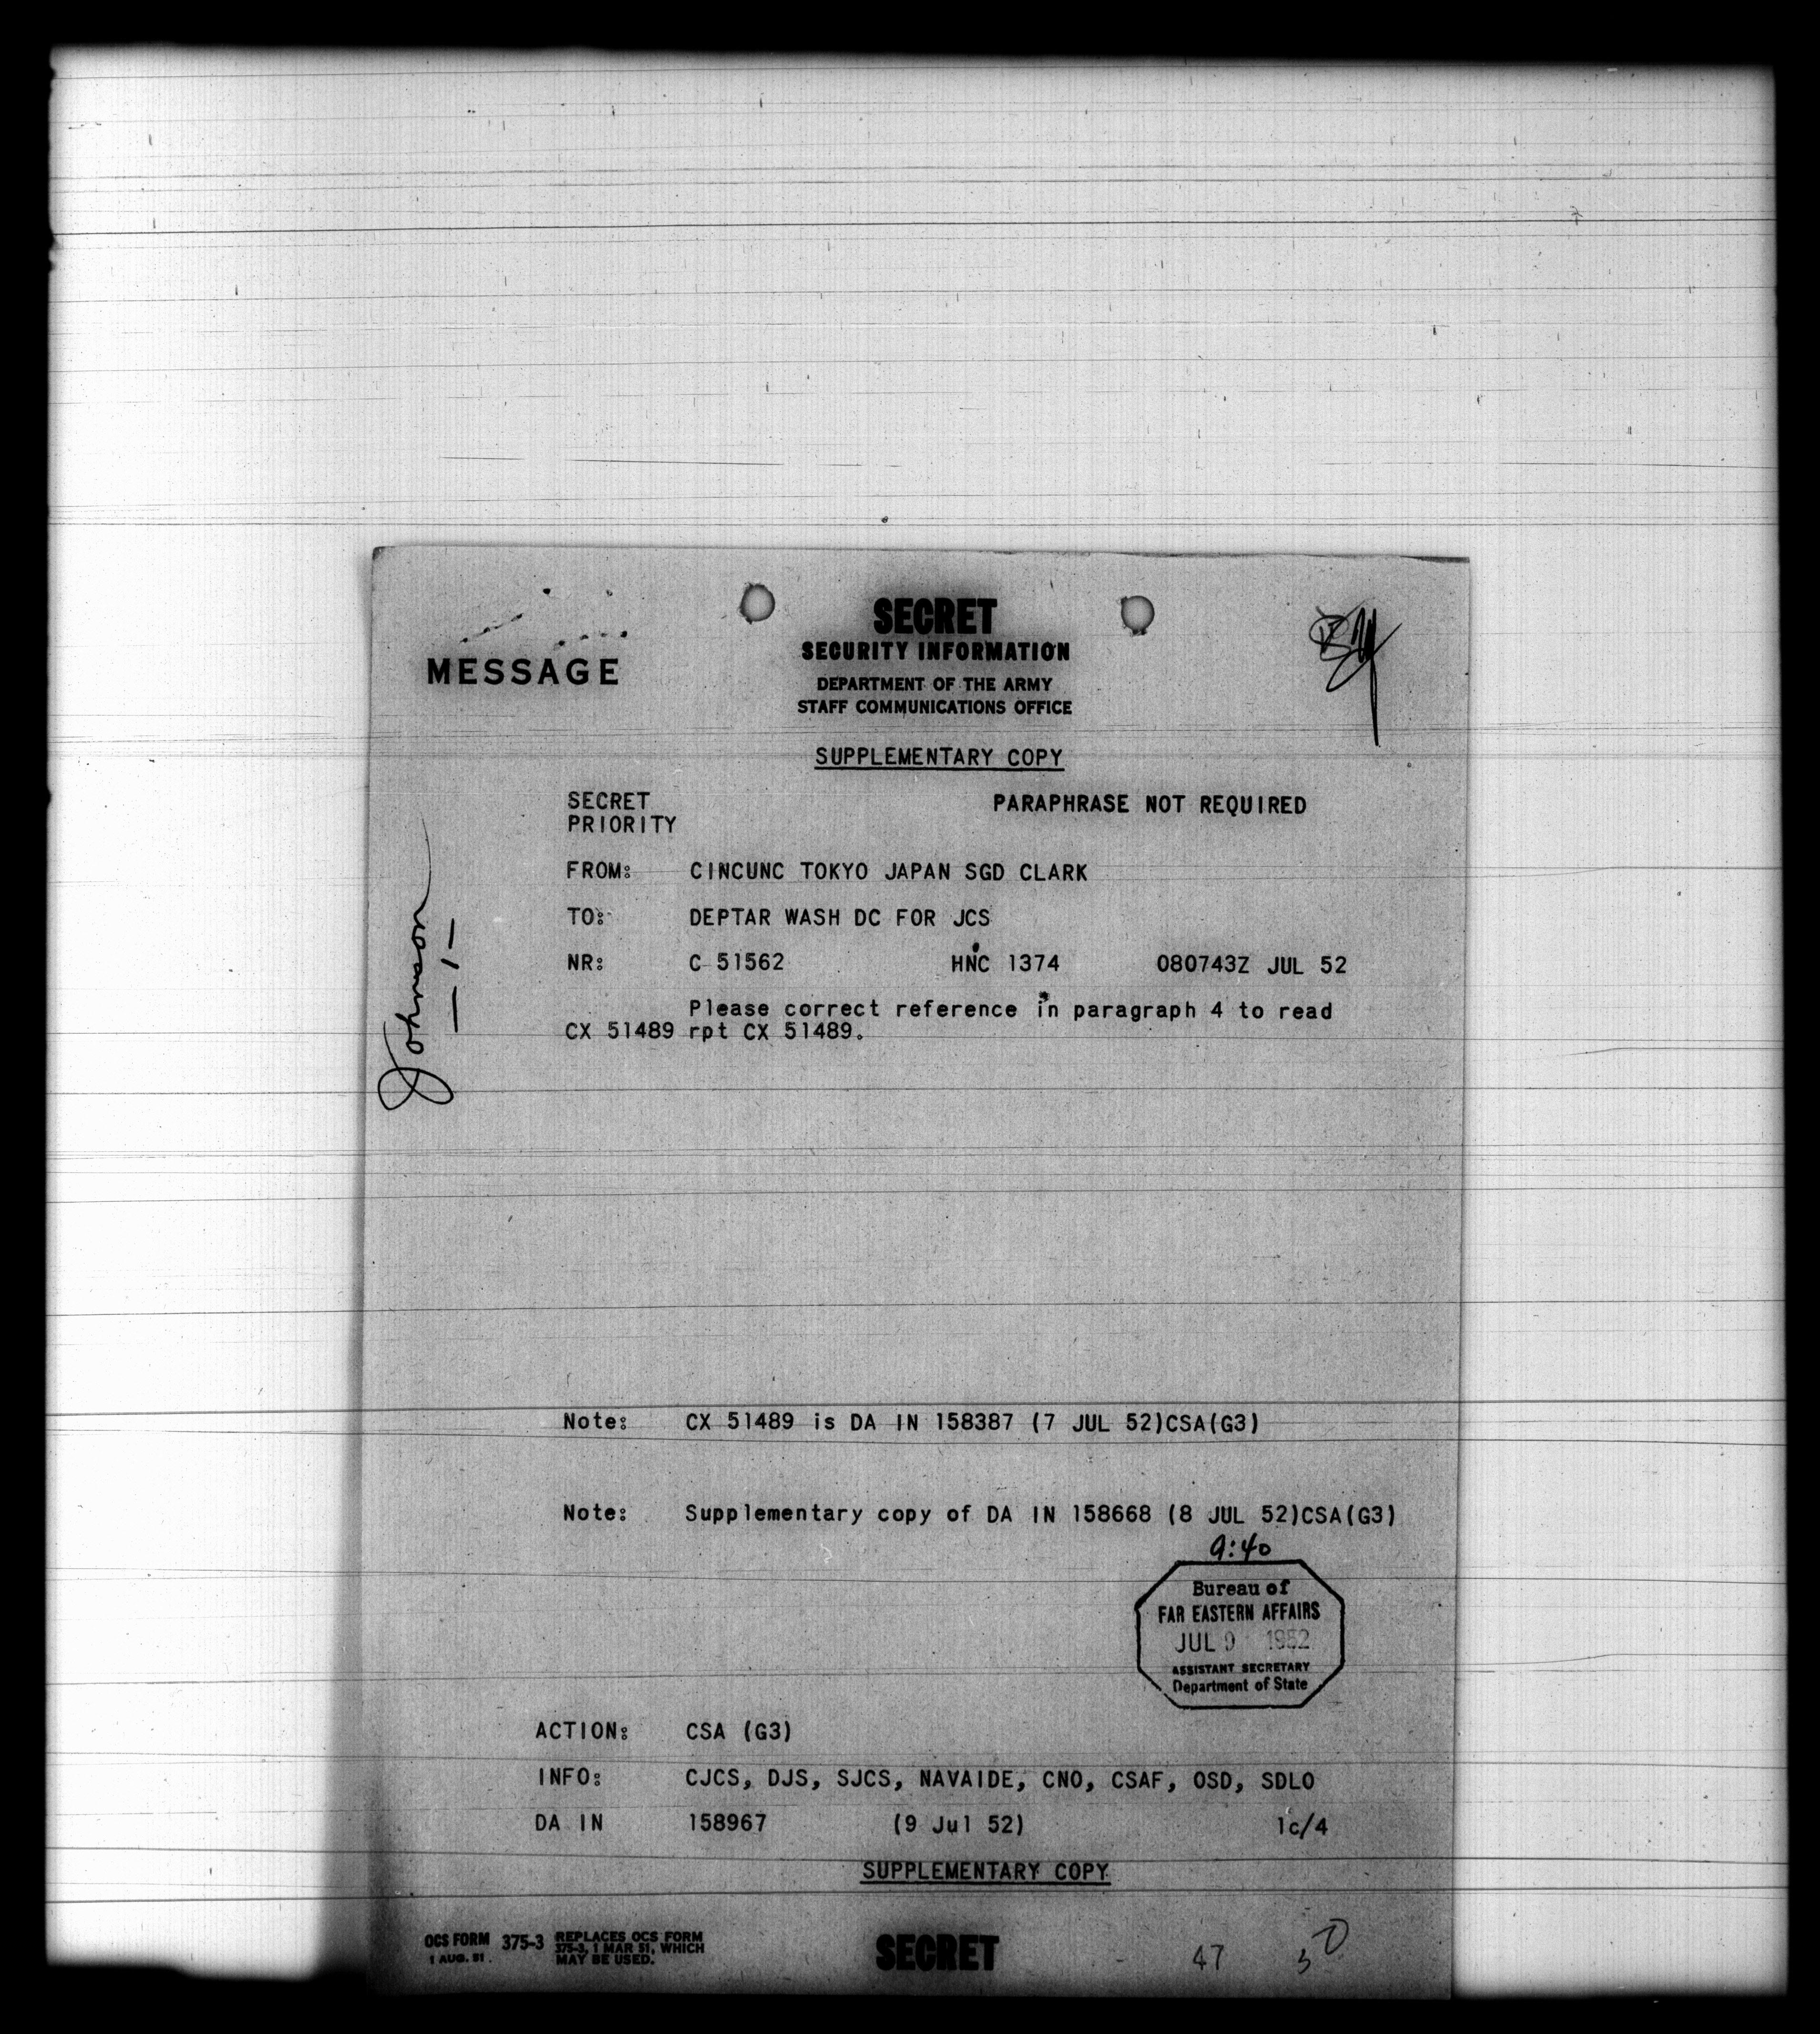 SECRET
SECURITY INFORMATION
MESSAGE
DEPARTMENT OF THE ARMY
STAFF COMMUNICATIONS OFFICE
SUPPLEMENTARY COPY
SECRET PARAPHRASE NOT REQUIRED
PRIORITY
FROM: CINCUNC TOKYO JAPAN SGD CLARK
TO: DEPTAR WASH DC FOR JCS
NR: C 51562 HNC 1374 080743Z JUL 52
Please correct reference in paragraph 4 to read
CX 51489 rpt CX 51489.
Johnson
— 1 —
Note: CX 51489 is DA IN 158387 (7 JUL 52)CSA(G3)
Note: Supplementary copy of DA IN 158668 (8 JUL 52)CSA(G3)
9:40
Bureau of
FAR EASTERN AFFAIRS
JUL 9 1952
ASSISTANT SECRETARY
Department of State
ACTION: CSA (G3)
INFO: CJCS, DJS, SJCS, NAVAIDE, CNO, CSAF, OSD, SDLO
DA IN 158967 (9 Jul 52) 1c/4
SUPPLEMENTARY COPY
OCS FORM 375-3 REPLACES OCS FORM
1 AUG. 51 375-3, 1 MAR 51, WHICH
MAY BE USED.
SECRET
47